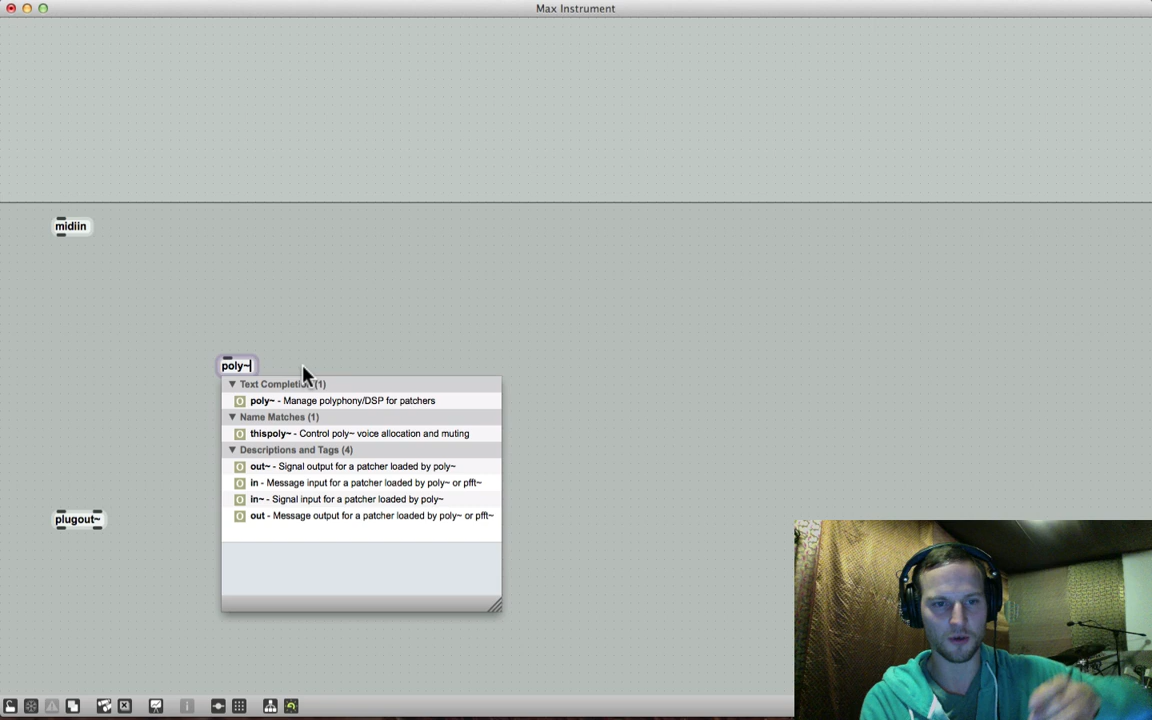 Max Instrument
midiin
poly~
Text Completi (1)
poly~ - Manage polyphony/DSP for patchers
Name Matches (1)
thispoly~ - Control poly~ voice allocation and muting
Descriptions and Tags (4)
out~ - Signal output for a patcher loaded by poly~
in - Message input for a patcher loaded by poly~ or pfft~
in~ - Signal input for a patcher loaded by poly~
out - Message output for a patcher loaded by poly~ or pfft~
plugout~